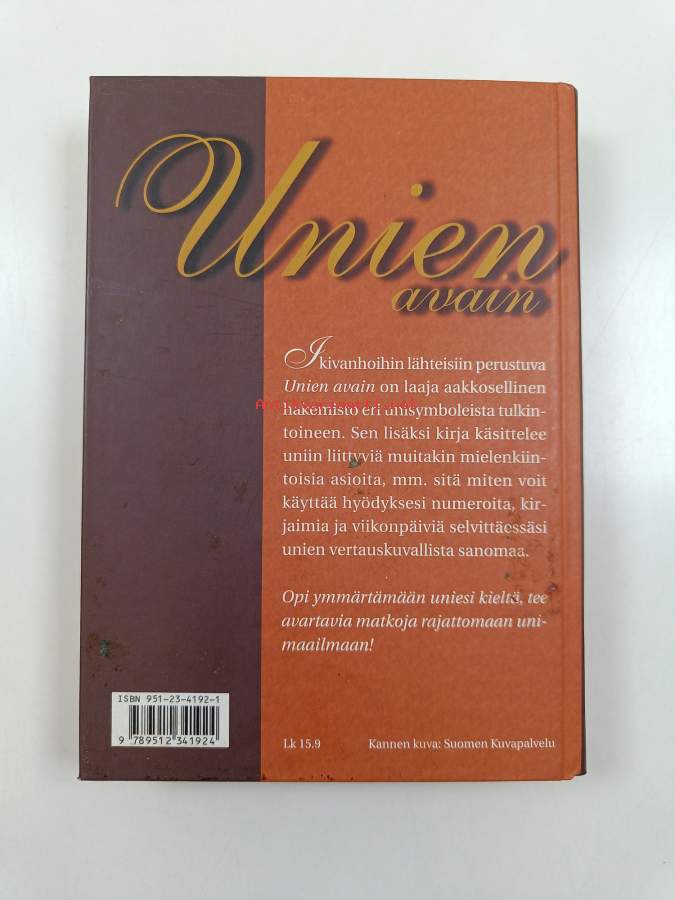 Unien
avain
Ikivanhoihin lähteisiin perustuva
Unien avain on laaja aakkosellinen
hakemisto eri unisymboleista tulkin-
toineen. Sen lisäksi kirja käsittelee
uniin liittyviä muitakin mielenkiin-
toisia asioita, mm. sitä miten voit
käyttää hyödyksesi numeroita, kir-
jaimia ja viikonpäiviä selvittäessäsi
unien vertauskuvallista sanomaa.
Opi ymmärtämään uniesi kieltä, tee
avartavia matkoja rajattomaan uni-
maailmaan!
ISBN 951-23-4192-1
9 789512 341924
Lk 15.9 Kannen kuva: Suomen Kuvapalvelu